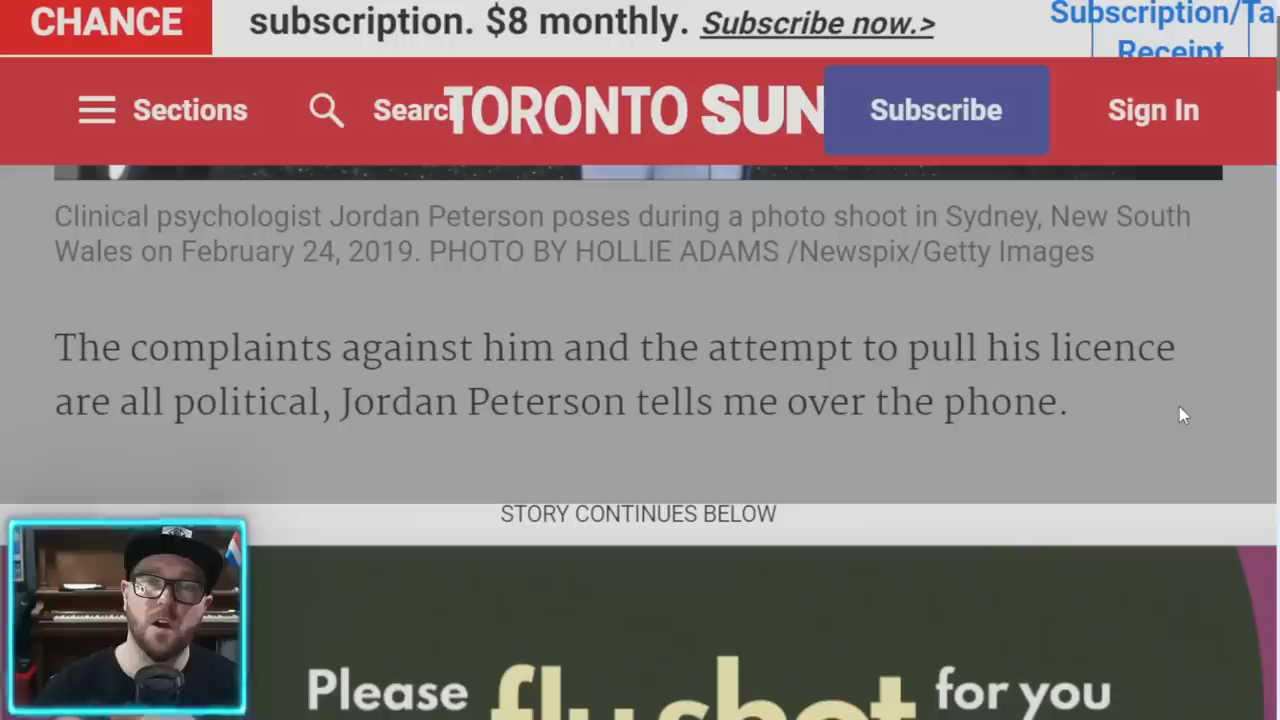 CHANCE
subscription. $8 monthly. Subscribe now.>
Subscription/Ta
Receipt
Sections
Searc
TORONTO SUN
Subscribe
Sign In
Clinical psychologist Jordan Peterson poses during a photo shoot in Sydney, New South
Wales on February 24, 2019. PHOTO BY HOLLIE ADAMS /Newspix/Getty Images
The complaints against him and the attempt to pull his licence
are all political, Jordan Peterson tells me over the phone.
STORY CONTINUES BELOW
Please flu shot for you